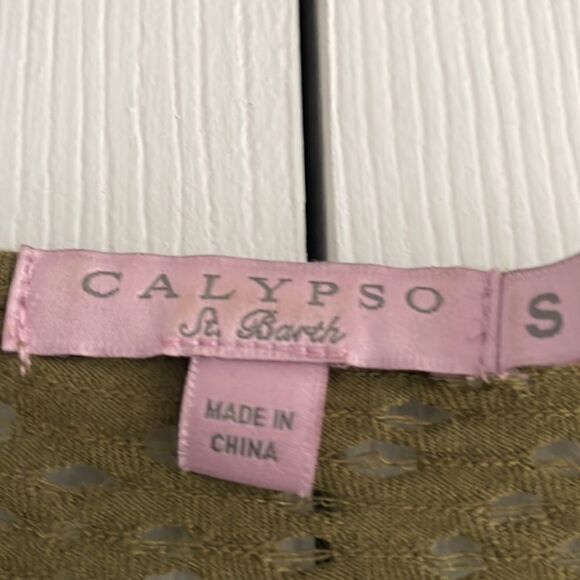 CALYPSO
St. Barth
S
MADE IN
CHINA